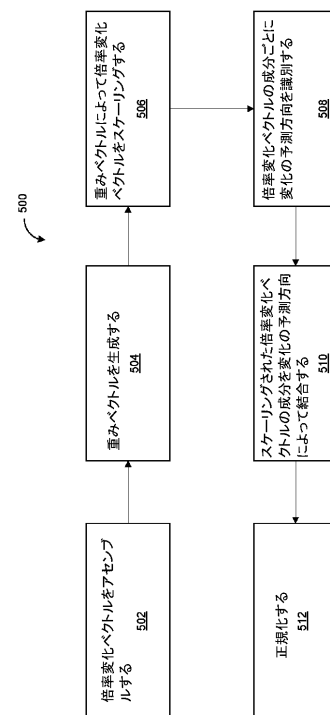 500
倍率変化ベクトルをアセンブ
ルする
502
重みベクトルを生成する
504
重みベクトルによって倍率変化
ベクトルをスケーリングする
506
倍率変化ベクトルの成分ごとに
変化の予測方向を識別する
508
スケーリングされた倍率変化ベ
クトルの成分を変化の予測方向
によって結合する
510
正規化する
512